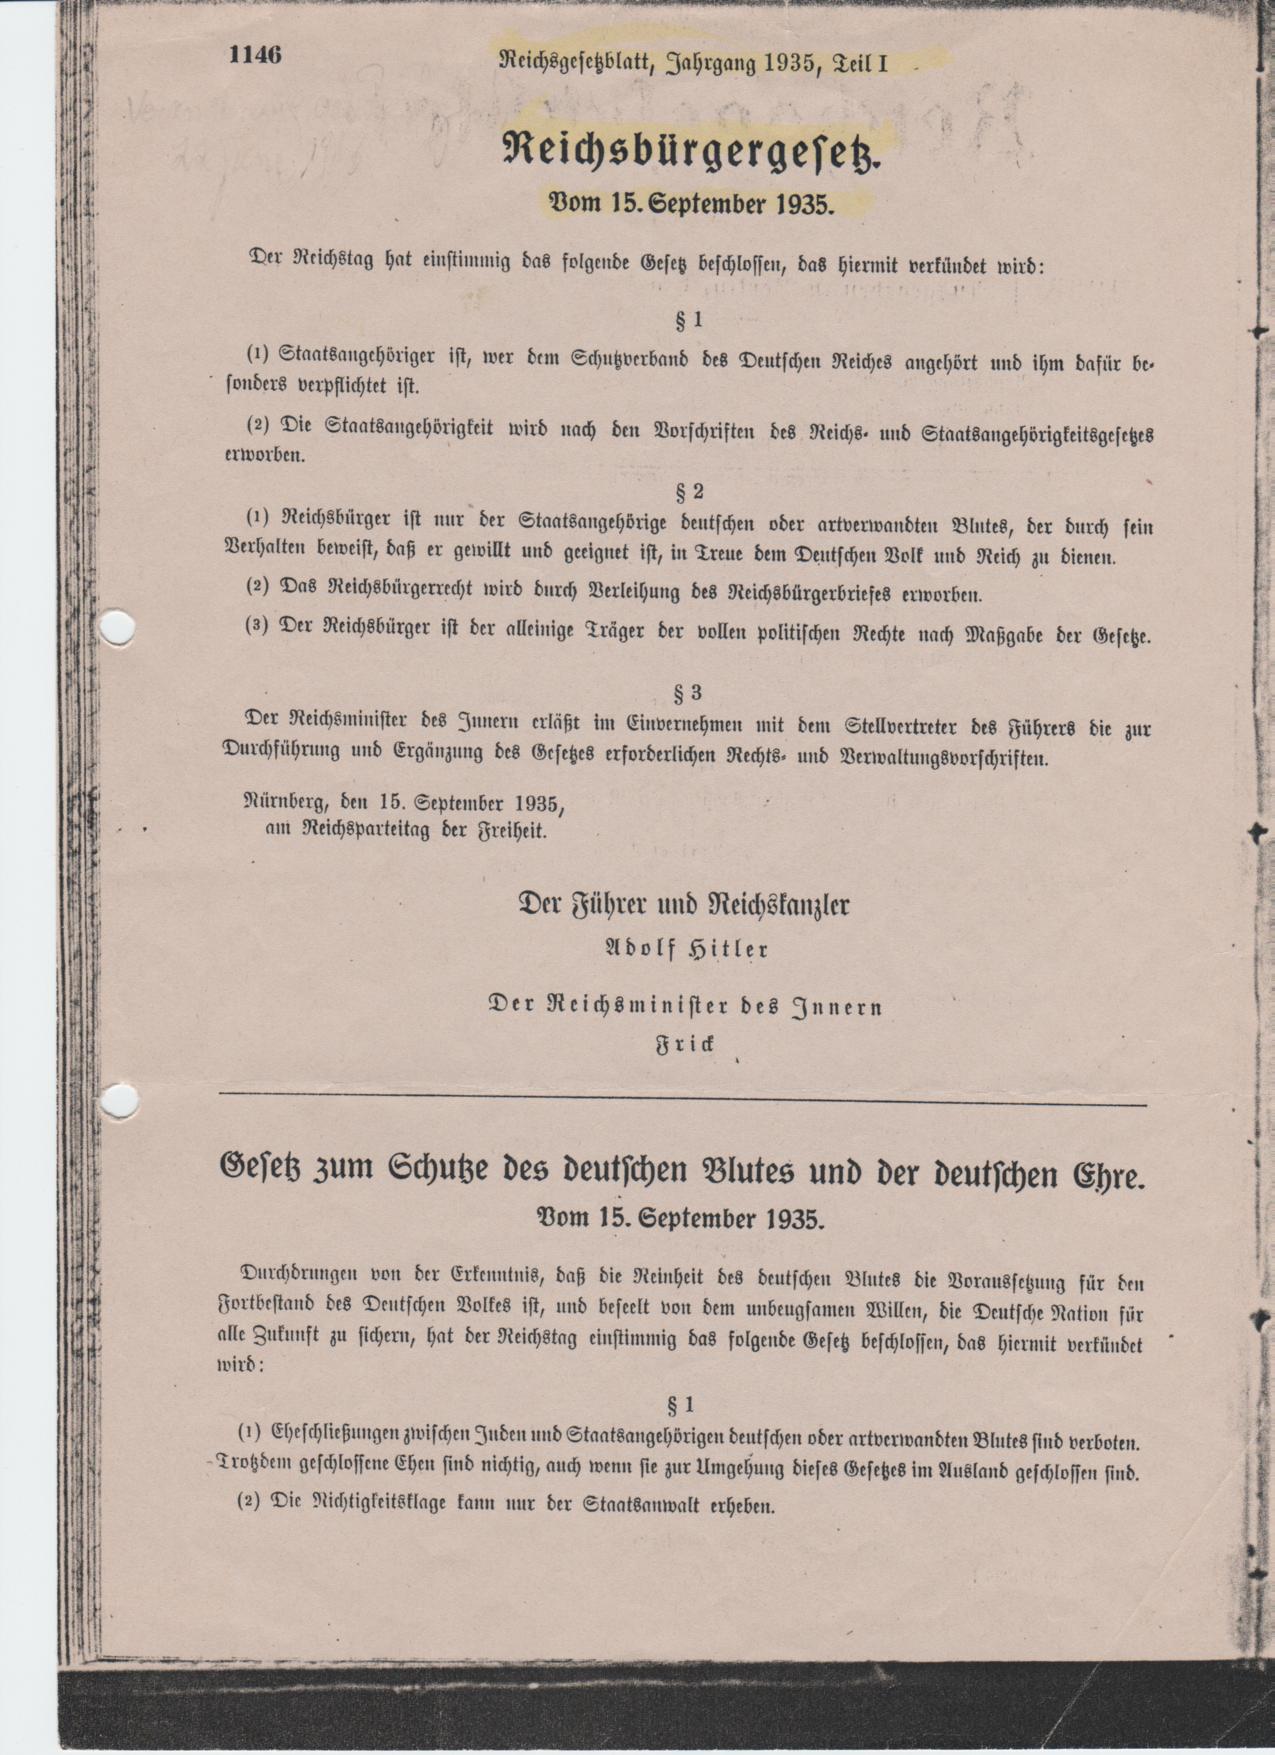 1146
Reichsgesetzblatt, Jahrgang 1935, Teil I
Reichsbürgergesetz.
Vom 15. September 1935.
Der Reichstag hat einstimmig das folgende Gesetz beschlossen, das hiermit verkündet wird:
§ 1
(1) Staatsangehöriger ist, wer dem Schutzverband des Deutschen Reiches angehört und ihm dafür be-
sonders verpflichtet ist.
(2) Die Staatsangehörigkeit wird nach den Vorschriften des Reichs- und Staatsangehörigkeitsgesetzes
erworben.
§ 2
(1) Reichsbürger ist nur der Staatsangehörige deutschen oder artverwandten Blutes, der durch sein
Verhalten beweist, daß er gewillt und geeignet ist, in Treue dem Deutschen Volk und Reich zu dienen.
(2) Das Reichsbürgerrecht wird durch Verleihung des Reichsbürgerbriefes erworben.
(3) Der Reichsbürger ist der alleinige Träger der vollen politischen Rechte nach Maßgabe der Gesetze.
§ 3
Der Reichsminister des Innern erläßt im Einvernehmen mit dem Stellvertreter des Führers die zur
Durchführung und Ergänzung des Gesetzes erforderlichen Rechts- und Verwaltungsvorschriften.
Nürnberg, den 15. September 1935,
am Reichsparteitag der Freiheit.
Der Führer und Reichskanzler
Adolf Hitler
Der Reichsminister des Innern
Frick
Gesetz zum Schutze des deutschen Blutes und der deutschen Ehre.
Vom 15. September 1935.
Durchdrungen von der Erkenntnis, daß die Reinheit des deutschen Blutes die Voraussetzung für den
Fortbestand des Deutschen Volkes ist, und beseelt von dem unbeugsamen Willen, die Deutsche Nation für
alle Zukunft zu sichern, hat der Reichstag einstimmig das folgende Gesetz beschlossen, das hiermit verkündet
wird:
§ 1
(1) Eheschließungen zwischen Juden und Staatsangehörigen deutschen oder artverwandten Blutes sind verboten.
Trotzdem geschlossene Ehen sind nichtig, auch wenn sie zur Umgehung dieses Gesetzes im Ausland geschlossen sind.
(2) Die Nichtigkeitsklage kann nur der Staatsanwalt erheben.